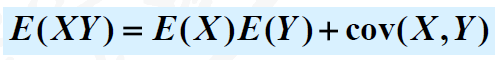 E(XY) = E(X)E(Y)+cov(X,Y)